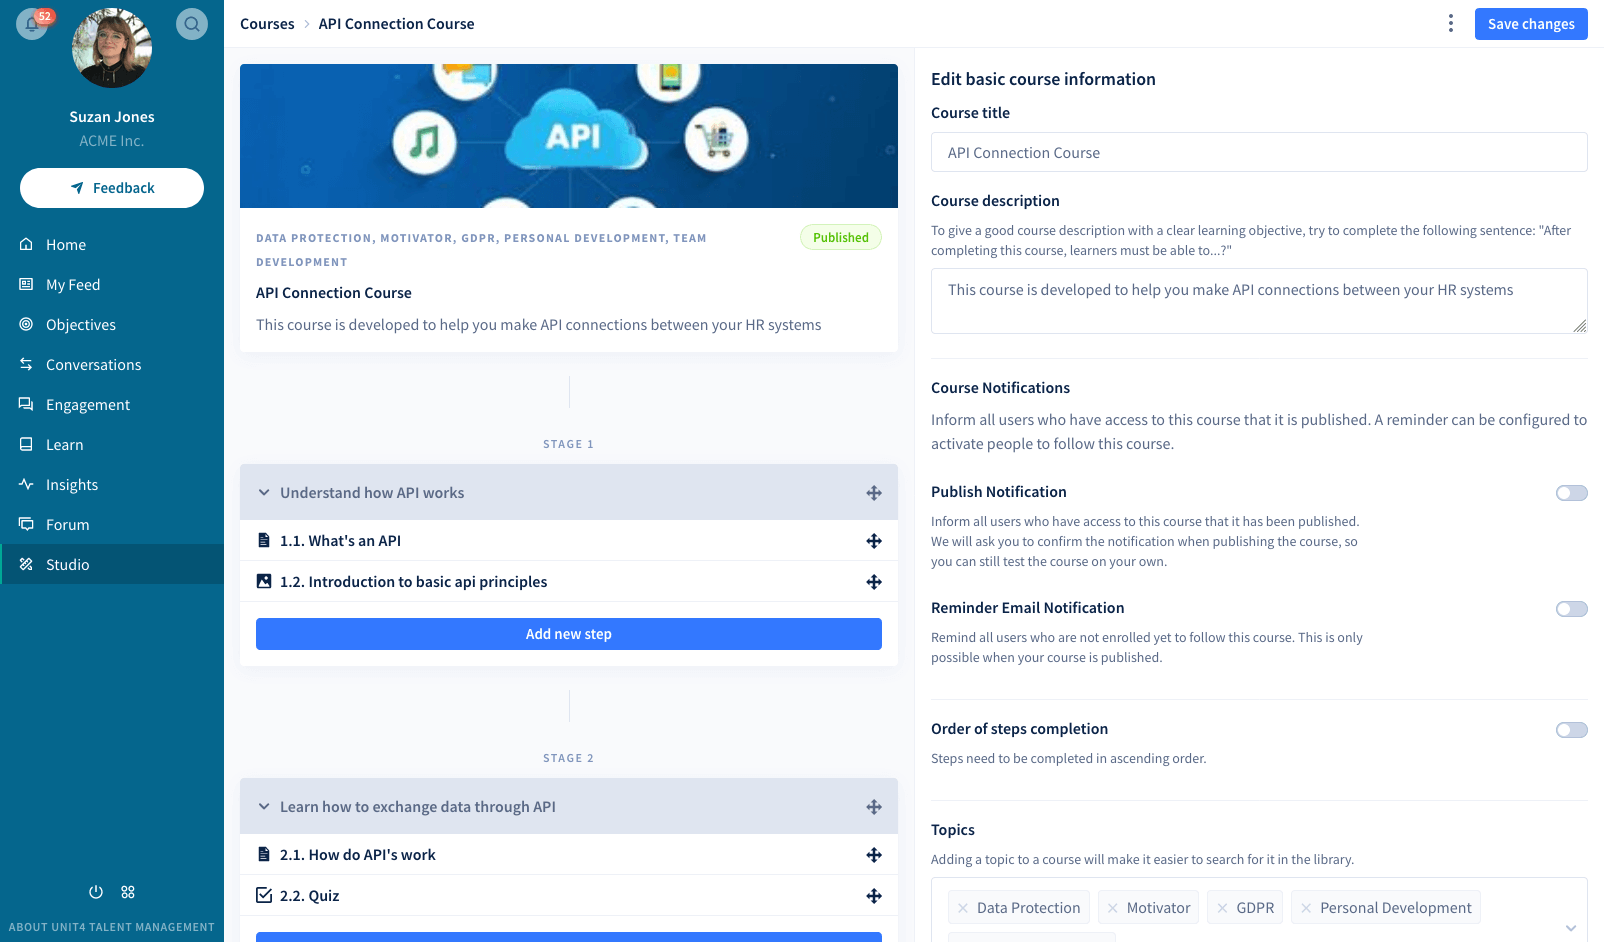 52
Suzan Jones
ACME Inc.
Feedback
Home
My Feed
Objectives
Conversations
Engagement
Learn
Insights
Forum
Studio
ABOUT UNIT4 TALENT MANAGEMENT
Courses > API Connection Course
Save changes
API
DATA PROTECTION, MOTIVATOR, GDPR, PERSONAL DEVELOPMENT, TEAM
DEVELOPMENT
Published
API Connection Course
This course is developed to help you make API connections between your HR systems
STAGE 1
Understand how API works
1.1. What's an API
1.2. Introduction to basic api principles
Add new step
STAGE 2
Learn how to exchange data through API
2.1. How do API's work
2.2. Quiz
Edit basic course information
Course title
API Connection Course
Course description
To give a good course description with a clear learning objective, try to complete the following sentence: "After
completing this course, learners must be able to...?"
This course is developed to help you make API connections between your HR systems
Course Notifications
Inform all users who have access to this course that it is published. A reminder can be configured to
activate people to follow this course.
Publish Notification
Inform all users who have access to this course that it has been published.
We will ask you to confirm the notification when publishing the course, so
you can still test the course on your own.
Reminder Email Notification
Remind all users who are not enrolled yet to follow this course. This is only
possible when your course is published.
Order of steps completion
Steps need to be completed in ascending order.
Topics
Adding a topic to a course will make it easier to search for it in the library.
Data Protection Motivator GDPR Personal Development